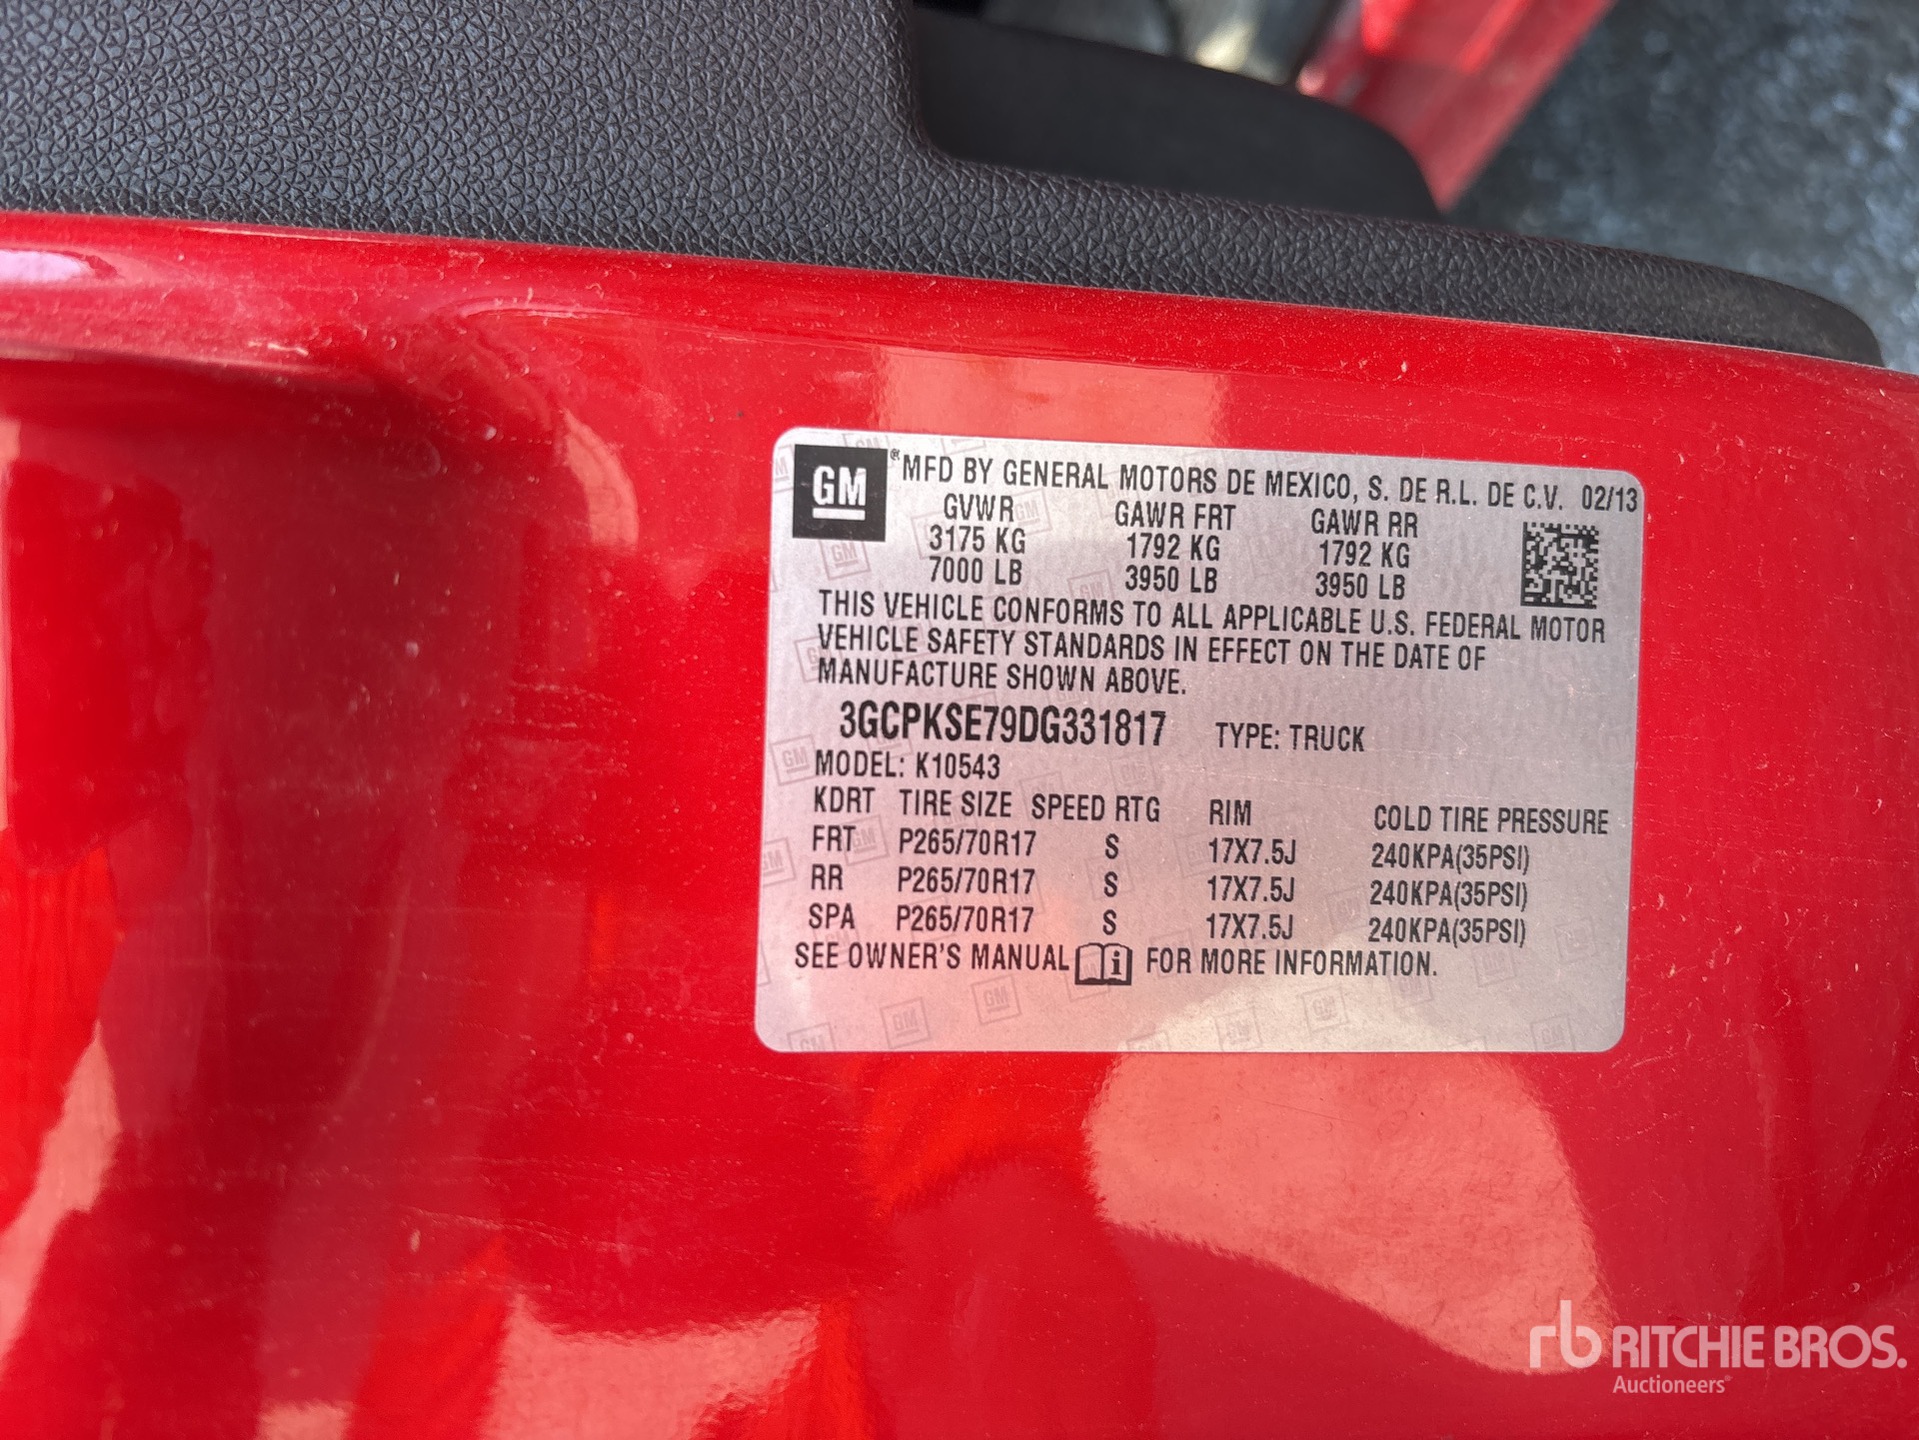 GM ® MFD BY GENERAL MOTORS DE MEXICO, S. DE R.L. DE C.V. 02/13
GVWR GAWR FRT GAWR RR
3175 KG 1792 KG 1792 KG
7000 LB 3950 LB 3950 LB
THIS VEHICLE CONFORMS TO ALL APPLICABLE U.S. FEDERAL MOTOR
VEHICLE SAFETY STANDARDS IN EFFECT ON THE DATE OF
MANUFACTURE SHOWN ABOVE.
3GCPKSE79DG331817 TYPE: TRUCK
MODEL: K10543
KDRT TIRE SIZE SPEED RTG RIM COLD TIRE PRESSURE
FRT P265/70R17 S 17X7.5J 240KPA(35PSI)
RR P265/70R17 S 17X7.5J 240KPA(35PSI)
SPA P265/70R17 S 17X7.5J 240KPA(35PSI)
SEE OWNER'S MANUAL i FOR MORE INFORMATION.
rb RITCHIE BROS.
Auctioneers®